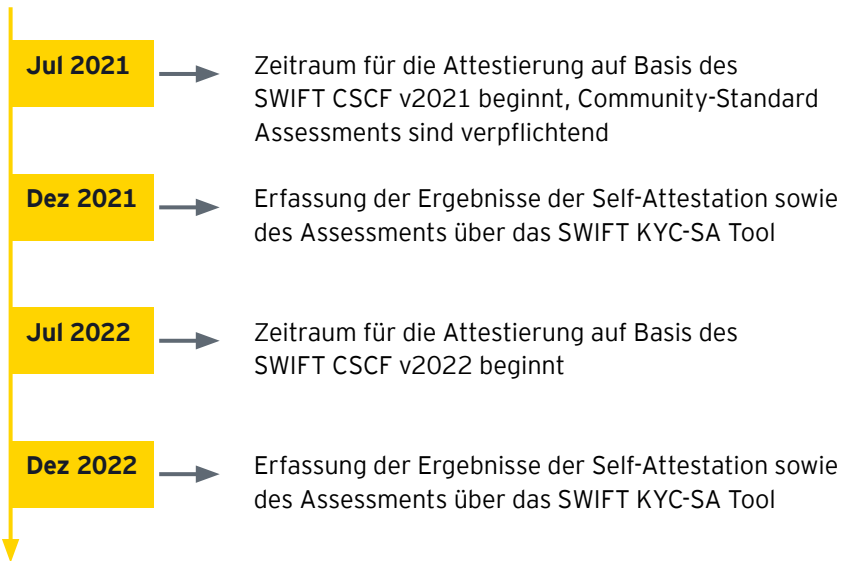 Jul 2021
Zeitraum für die Attestierung auf Basis des
SWIFT CSCF v2021 beginnt, Community-Standard
Assessments sind verpflichtend
Dez 2021
Erfassung der Ergebnisse der Self-Attestation sowie
des Assessments über das SWIFT KYC-SA Tool
Jul 2022
Zeitraum für die Attestierung auf Basis des
SWIFT CSCF v2022 beginnt
Dez 2022
Erfassung der Ergebnisse der Self-Attestation sowie
des Assessments über das SWIFT KYC-SA Tool